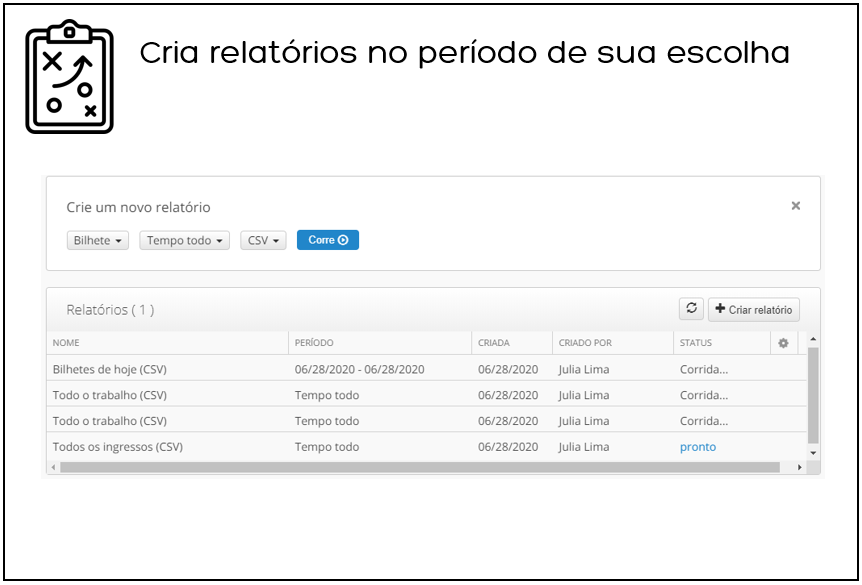 Cria relatórios no período de sua escolha
Crie um novo relatório
Bilhete Tempo todo CSV Corre
Relatórios ( 1 ) Criar relatório
NOME PERÍODO CRIADA CRIADO POR STATUS
Bilhetes de hoje (CSV) 06/28/2020 - 06/28/2020 06/28/2020 Julia Lima Corrida...
Todo o trabalho (CSV) Tempo todo 06/28/2020 Julia Lima Corrida...
Todo o trabalho (CSV) Tempo todo 06/28/2020 Julia Lima Corrida...
Todos os ingressos (CSV) Tempo todo 06/28/2020 Julia Lima pronto